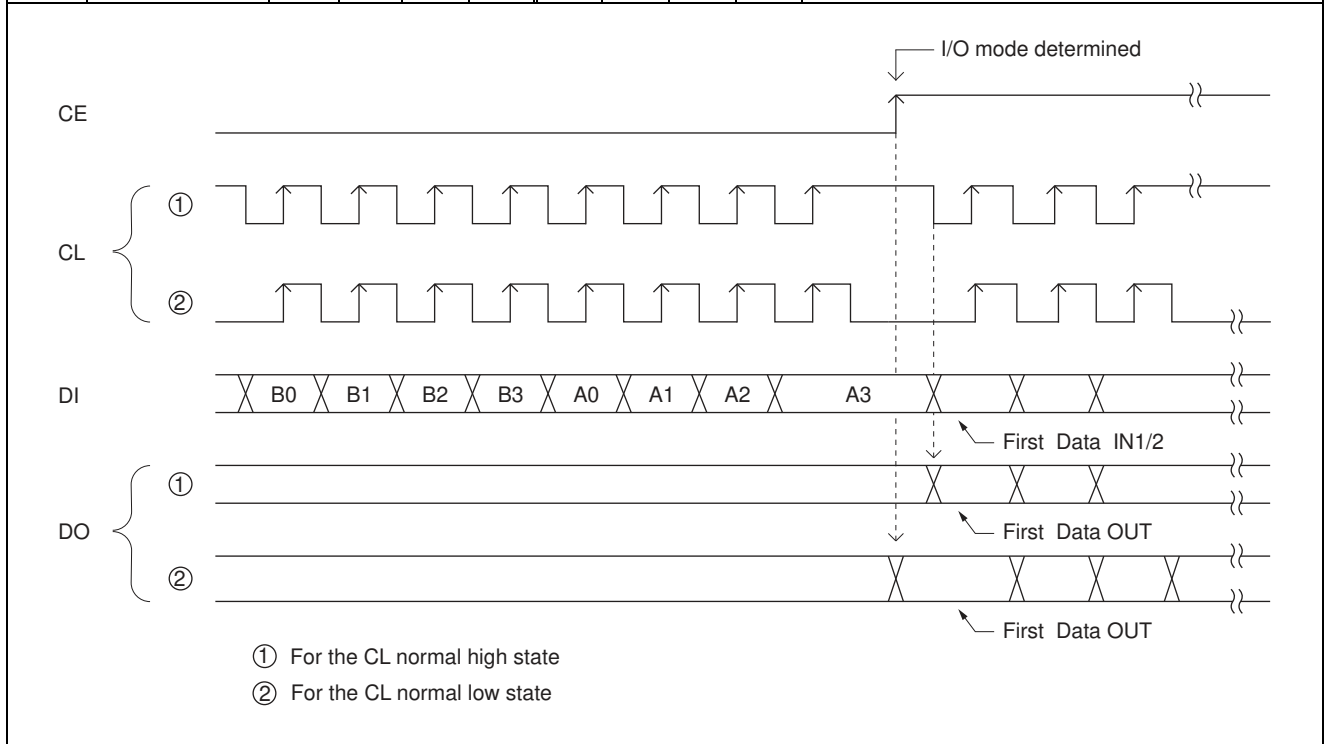 I/O mode determined
CE
①
CL
②
DI B0 B1 B2 B3 A0 A1 A2 A3
First Data IN1/2
①
First Data OUT
DO
②
First Data OUT
① For the CL normal high state
② For the CL normal low state